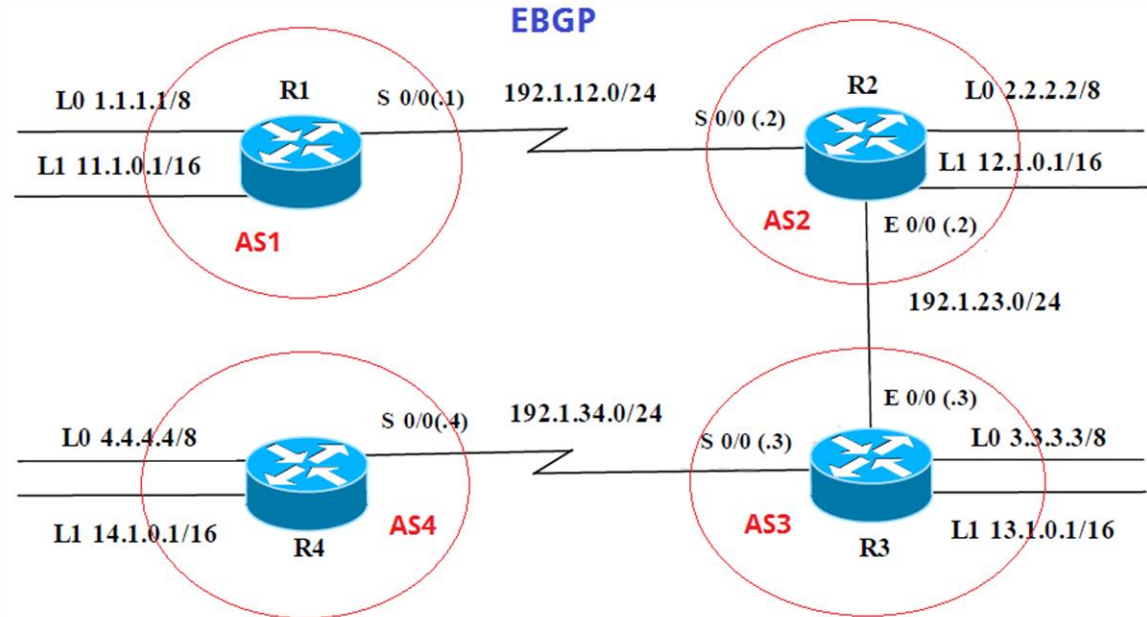 EBGP
L0 1.1.1.1/8
R1
S 0/0(.1)
192.1.12.0/24
S 0/0 (.2)
R2
L0 2.2.2.2/8
L1 11.1.0.1/16
L1 12.1.0.1/16
AS1
AS2
E 0/0 (.2)
192.1.23.0/24
E 0/0 (.3)
L0 4.4.4.4/8
S 0/0(.4)
192.1.34.0/24
S 0/0 (.3)
L0 3.3.3.3/8
L1 14.1.0.1/16
R4
AS4
AS3
R3
L1 13.1.0.1/16